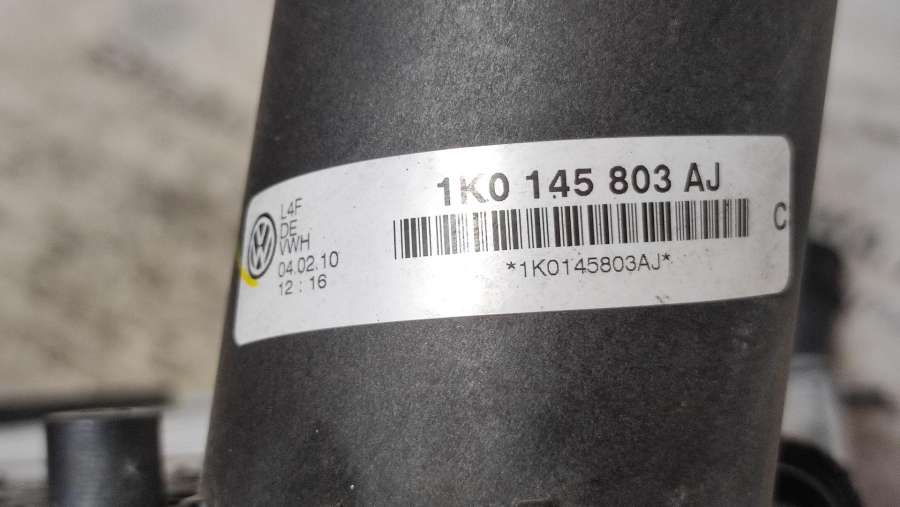 1K0 145 803 AJ
L4F
DE
VWH
04.02.10
12 : 16
C
*1K0145803AJ*